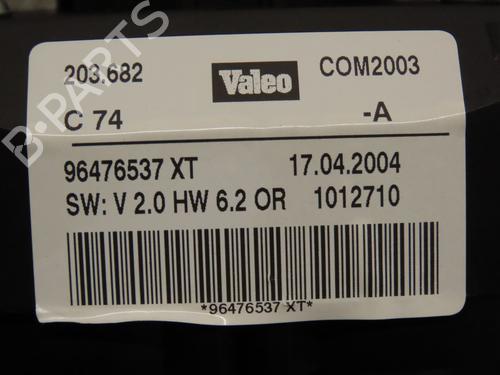 B-PARTS
203.682 Valeo COM2003
C 74 -A
96476537 XT 17.04.2004
SW: V 2.0 HW 6.2 OR 1012710
*96476537 XT*